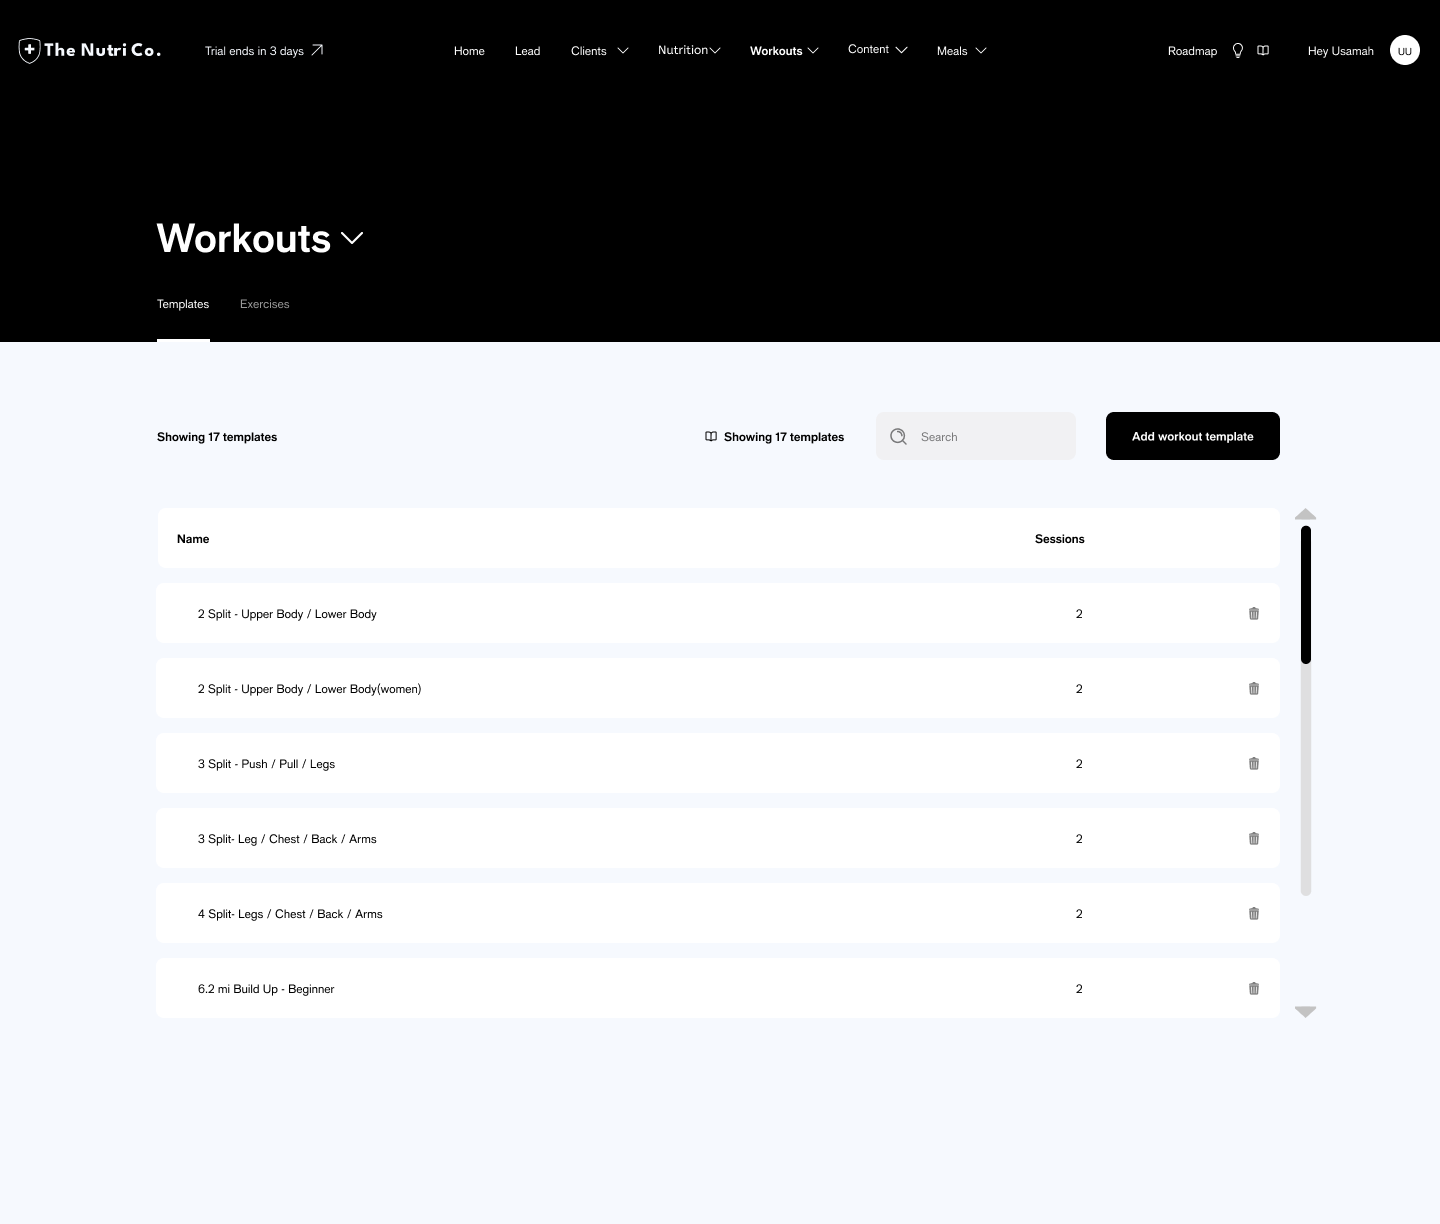 The Nutri Co.
Trial ends in 3 days
Home
Lead
Clients
Nutrition
Workouts
Content
Meals
Roadmap
Hey Usamah
UU
Workouts
Templates
Exercises
Showing 17 templates
Showing 17 templates
Search
Add workout template
Name
Sessions
2 Split - Upper Body / Lower Body
2
2 Split - Upper Body / Lower Body(women)
2
3 Split - Push / Pull / Legs
2
3 Split- Leg / Chest / Back / Arms
2
4 Split- Legs / Chest / Back / Arms
2
6.2 mi Build Up - Beginner
2